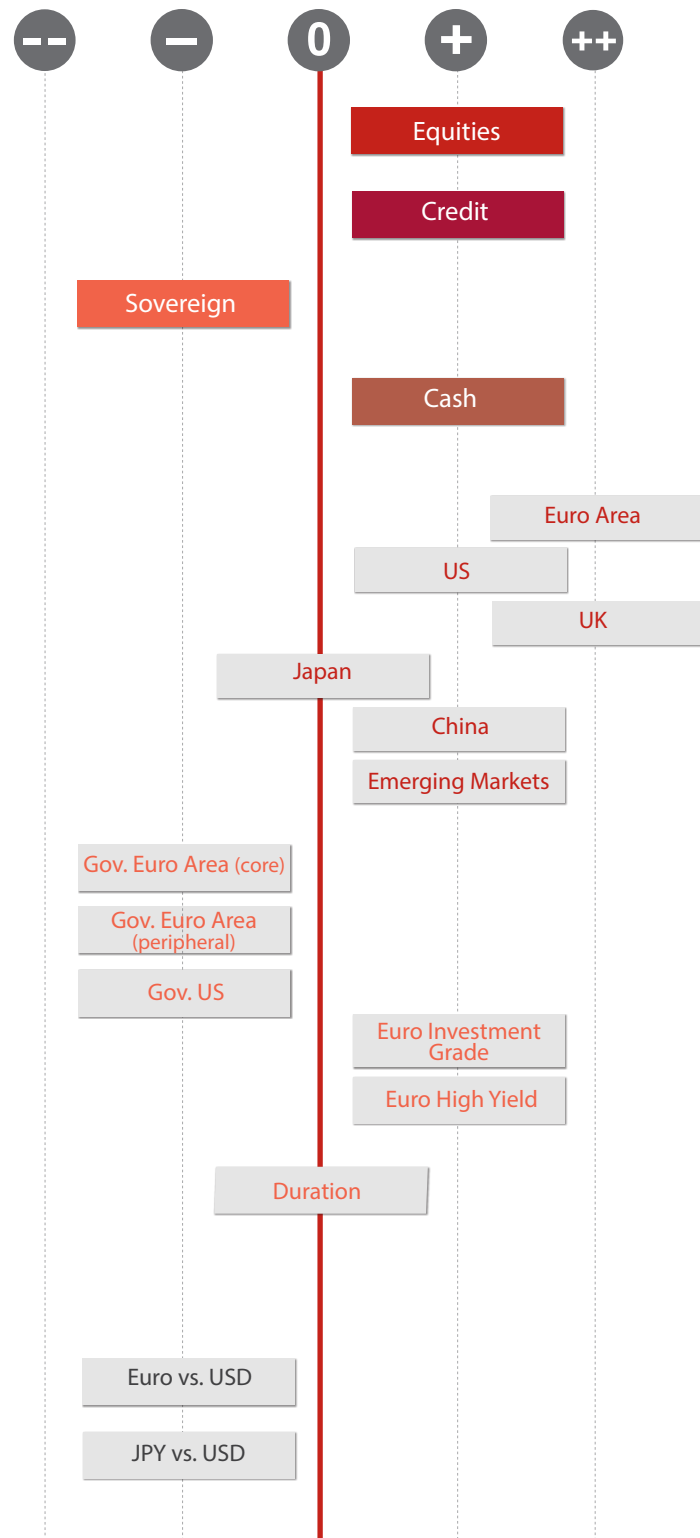 -- − 0 + ++
Equities
Credit
Sovereign
Cash
Euro Area
US
UK
Japan
China
Emerging Markets
Gov. Euro Area (core)
Gov. Euro Area
(peripheral)
Gov. US
Euro Investment
Grade
Euro High Yield
Duration
Euro vs. USD
JPY vs. USD